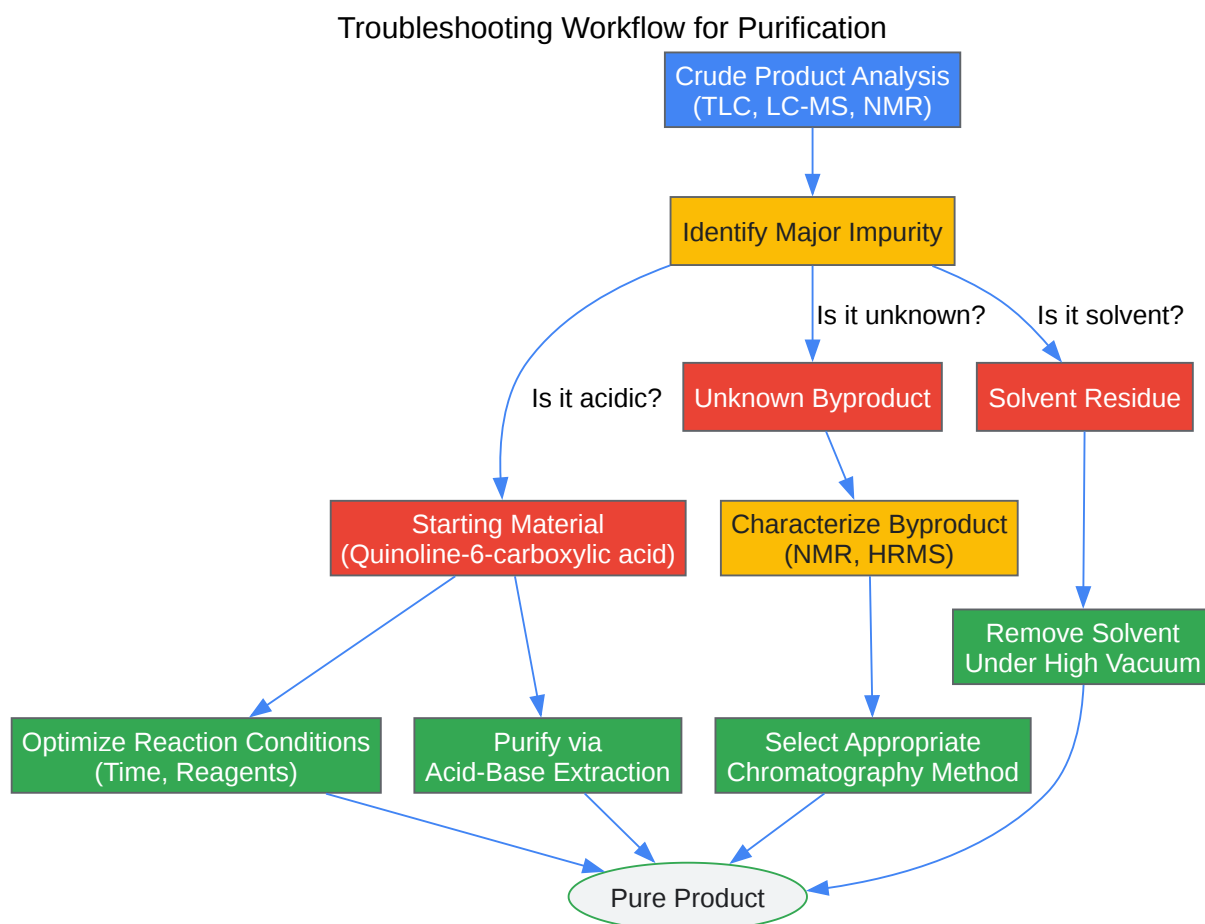 Troubleshooting Workflow for Purification
Crude Product Analysis
(TLC, LC-MS, NMR)
Identify Major Impurity
Is it unknown?
Is it solvent?
Is it acidic?
Unknown Byproduct
Solvent Residue
Starting Material
(Quinoline-6-carboxylic acid)
Characterize Byproduct
(NMR, HRMS)
Remove Solvent
Under High Vacuum
Optimize Reaction Conditions
(Time, Reagents)
Purify via
Acid-Base Extraction
Select Appropriate
Chromatography Method
Pure Product